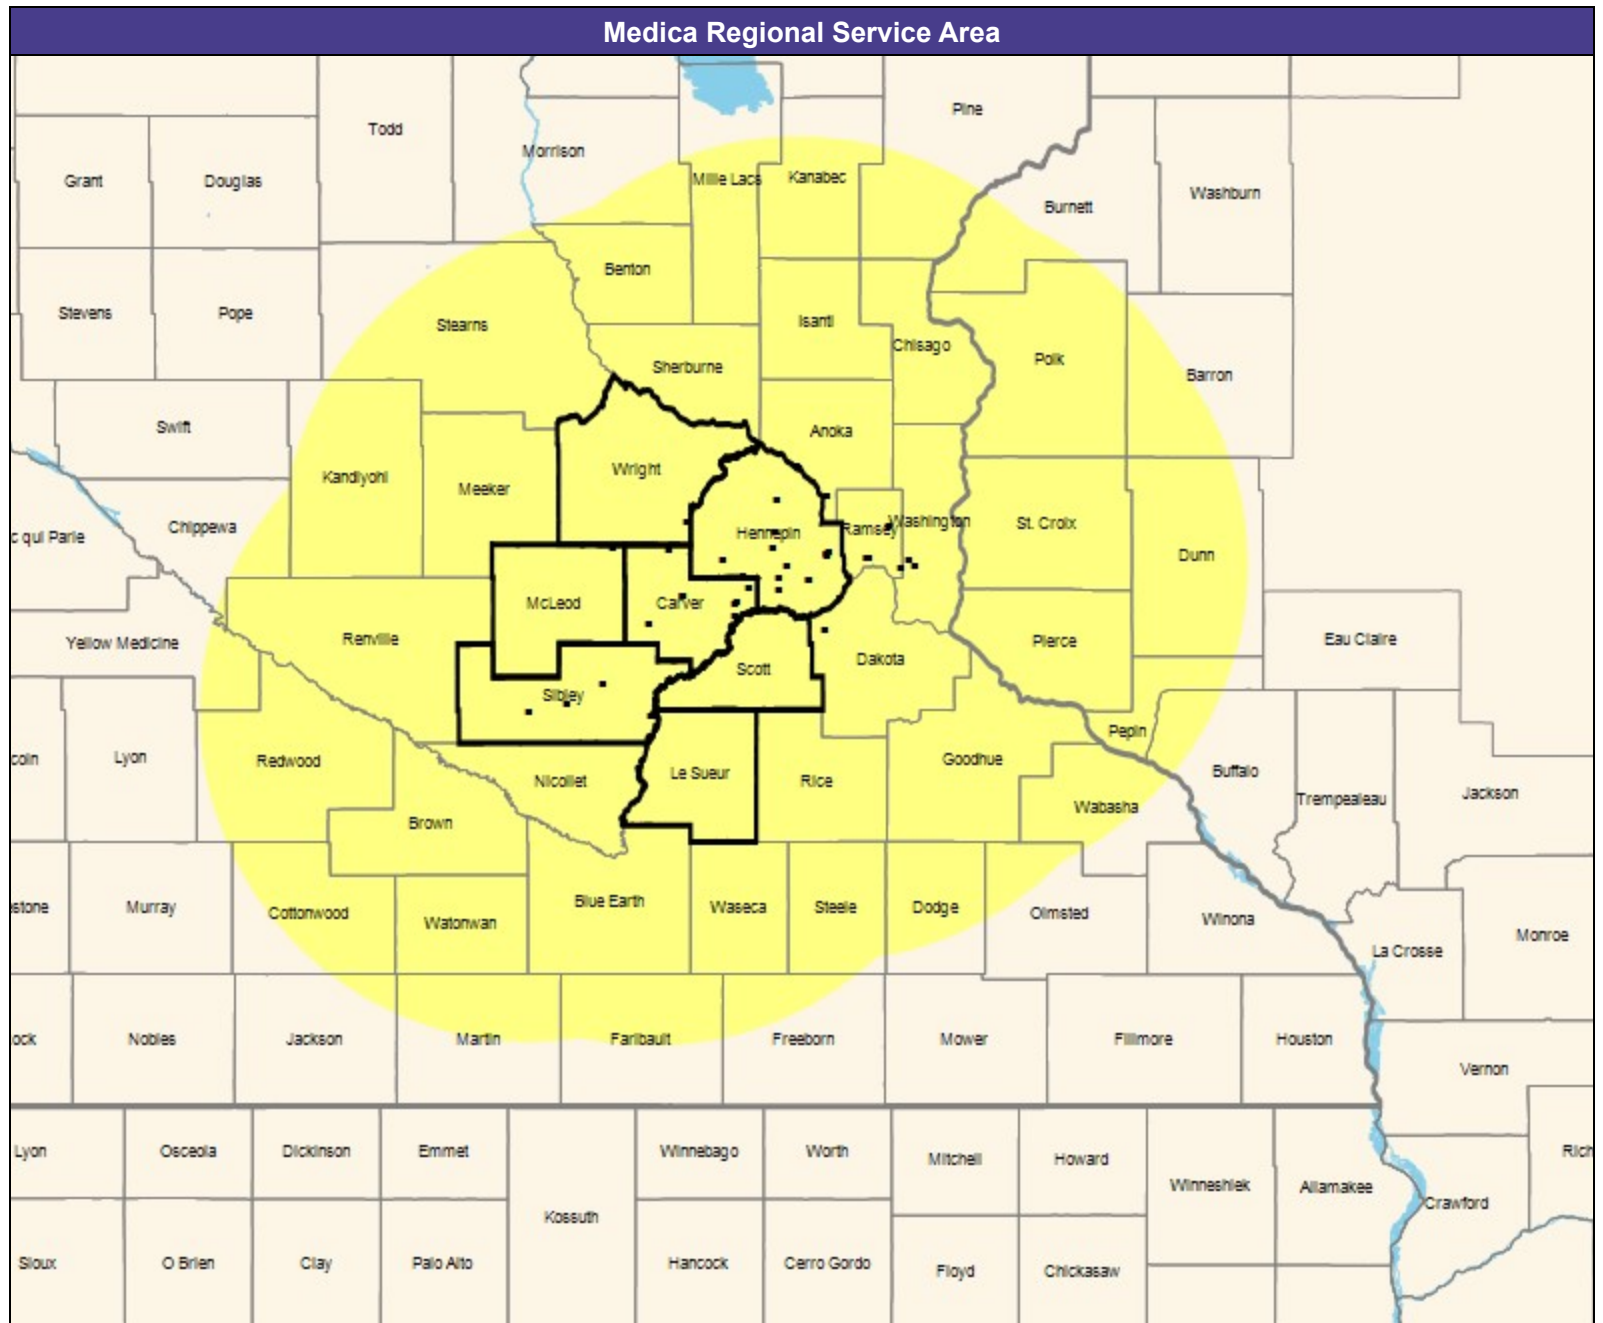 Medica Regional Service Area
Pine
Todd
Morrison
Mille Lacs
Kanabec
Grant
Douglas
Washburn
Burnett
Benton
Stevens
Pope
Stearns
Isanti
Chisago
Polk
Sherburne
Barron
Swift
Anoka
Wright
Kandiyohi
Meeker
Chippewa
Hennepin
Ramsey
Washington
St. Croix
c qui Parle
Dunn
McLeod
Carver
Renville
Yellow Medicine
Pierce
Eau Claire
Dakota
Scott
Sibley
Pepin
coln
Lyon
Redwood
Goodhue
Buffalo
Le Sueur
Nicollet
Rice
Trempealeau
Jackson
Wabasha
Brown
Blue Earth
stone
Murray
Cottonwood
Watonwan
Waseca
Steele
Dodge
Olmsted
Winona
Monroe
La Crosse
ock
Nobles
Jackson
Martin
Faribault
Freeborn
Mower
Fillmore
Houston
Vernon
Lyon
Osceola
Dickinson
Emmet
Winnebago
Worth
Mitchell
Howard
Rich
Winneshiek
Allamakee
Crawford
Kossuth
Sioux
O Brien
Clay
Palo Alto
Hancock
Cerro Gordo
Floyd
Chickasaw